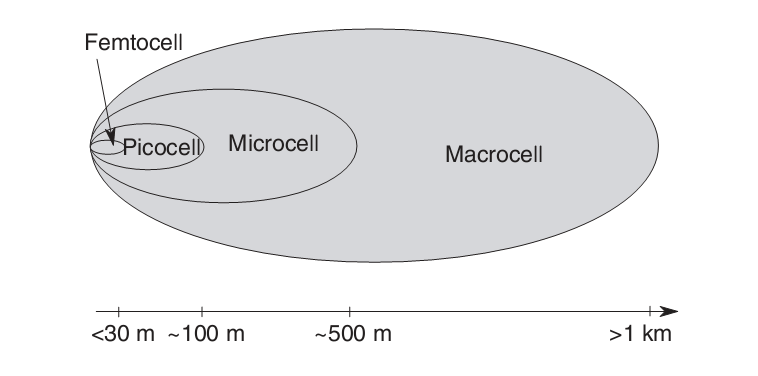 Femtocell
Picocell
Microcell
Macrocell
<30 m ~100 m ~500 m >1 km